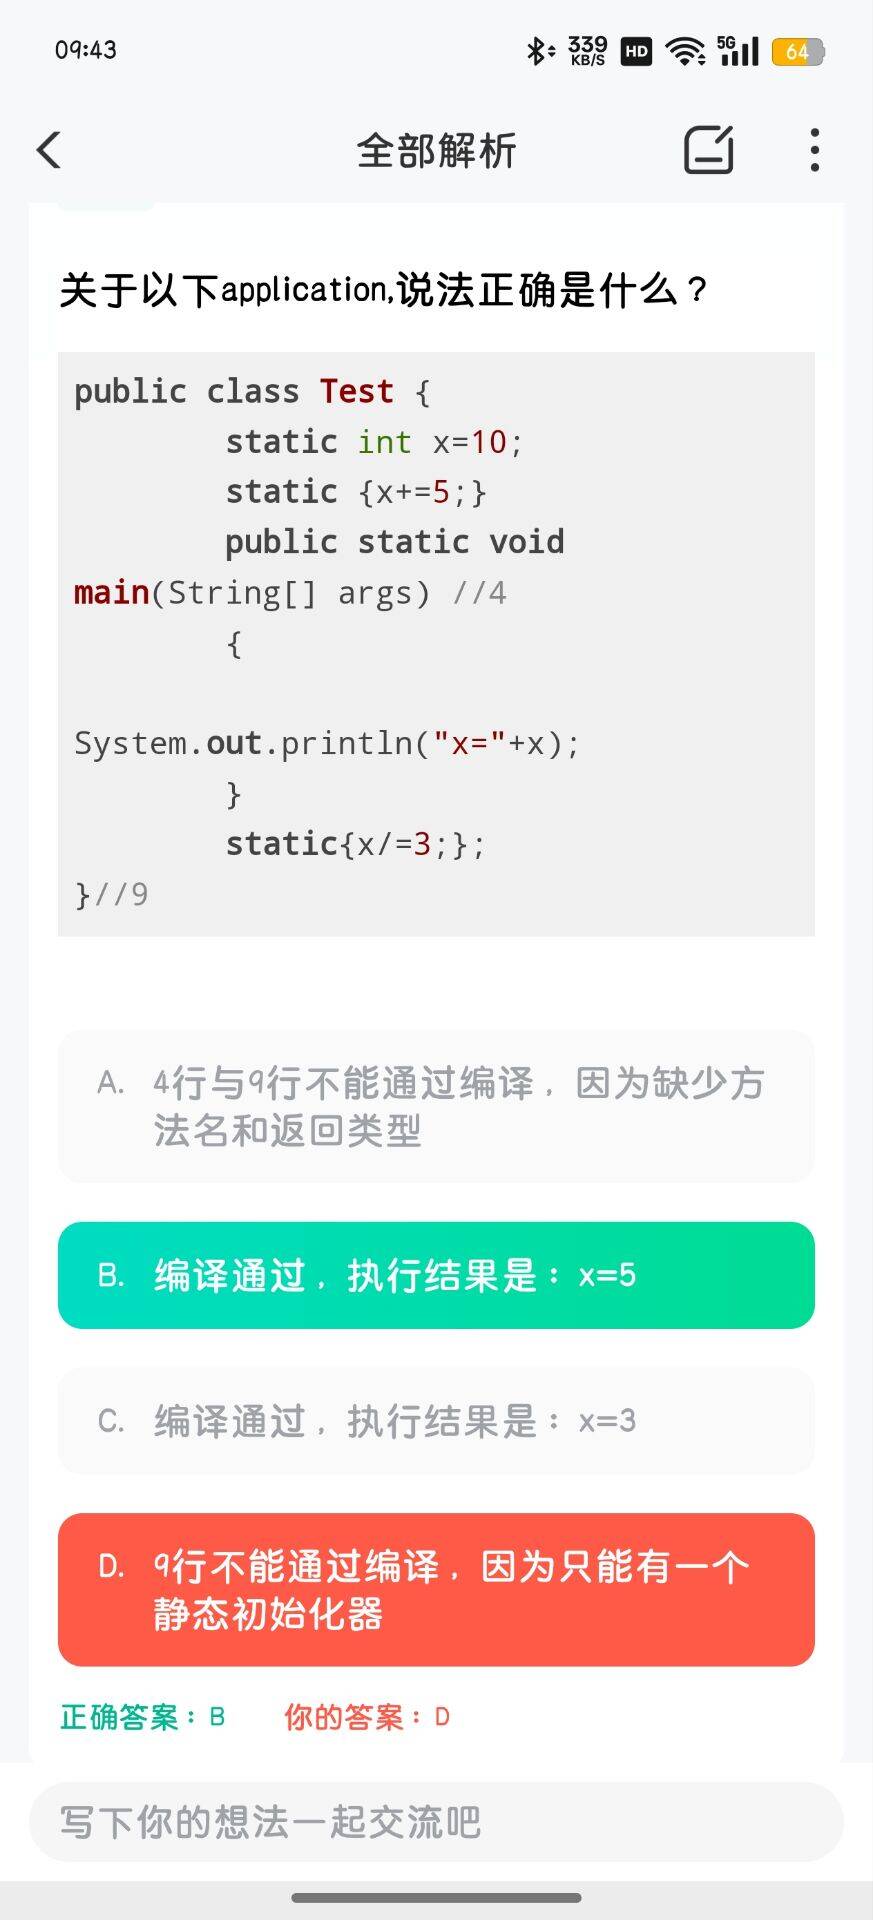 09:43
339 KB/S HD 5G 64
全部解析
关于以下application,说法正确是什么？
public class Test {
static int x=10;
static {x+=5;}
public static void
main(String[] args) //4
{
System.out.println("x="+x);
}
static{x/=3;};
}//9
A. 4行与9行不能通过编译，因为缺少方
法名和返回类型
B. 编译通过，执行结果是：x=5
C. 编译通过，执行结果是：x=3
D. 9行不能通过编译，因为只能有一个
静态初始化器
正确答案：B 你的答案：D
写下你的想法一起交流吧